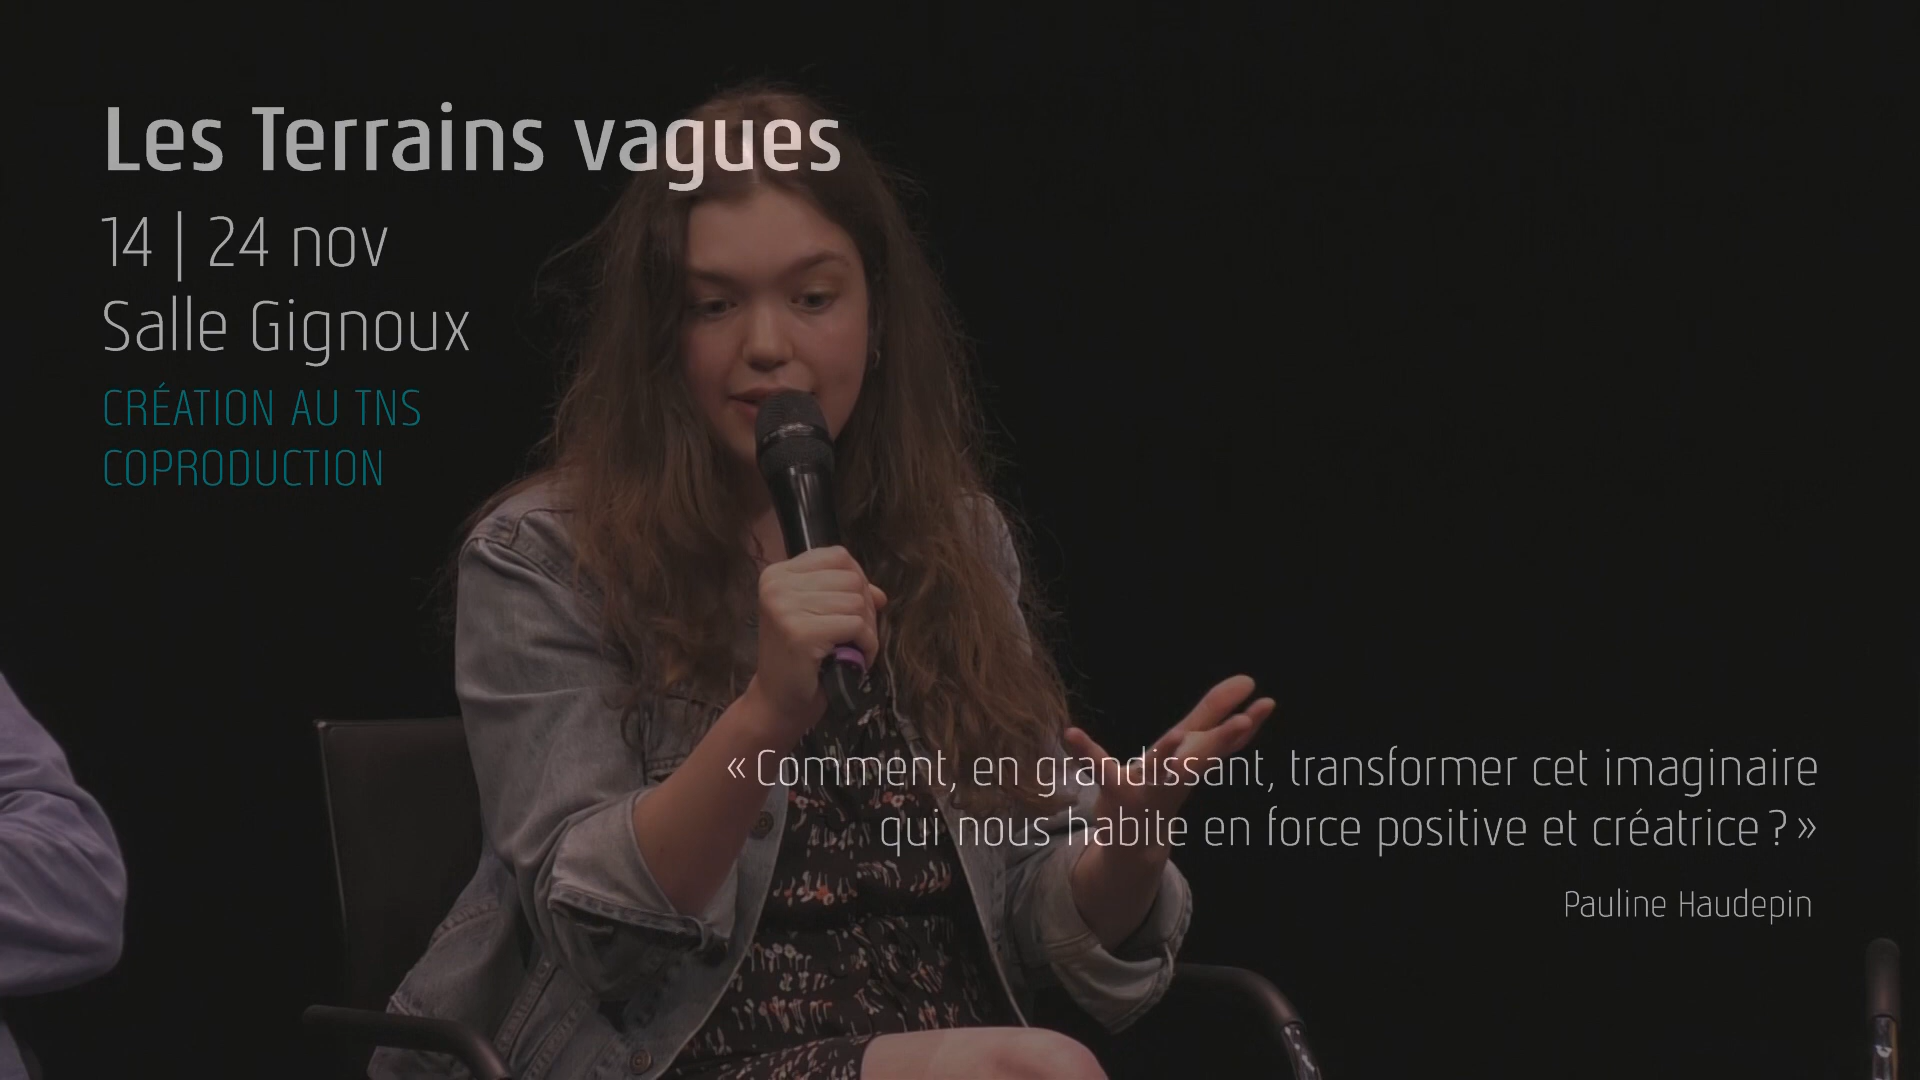 Les Terrains vagues
14 | 24 nov
Salle Gignoux
CRÉATION AU TNS
COPRODUCTION
« Comment, en grandissant, transformer cet imaginaire
qui nous habite en force positive et créatrice ? »
Pauline Haudepin